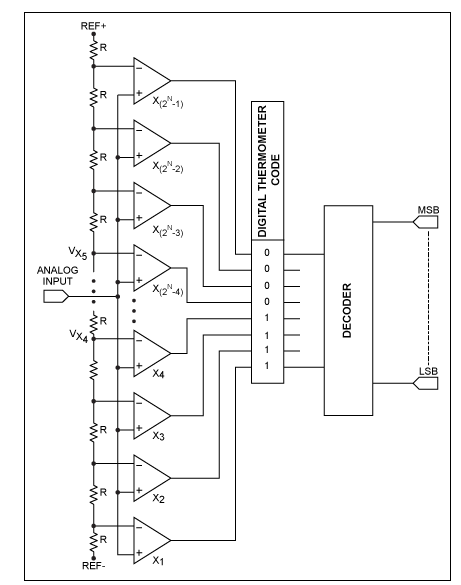 REF+
R
−
+
X(2^N-1)
R
−
+
X(2^N-2)
R
−
+
X(2^N-3)
R
VX5
−
+
X(2^N-4)
ANALOG
INPUT
R
VX4
−
+
X4
−
+
X3
R
−
+
X2
R
−
+
X1
R
REF-
DIGITAL THERMOMETER
CODE
0
0
0
0
1
1
1
1
DECODER
MSB
LSB